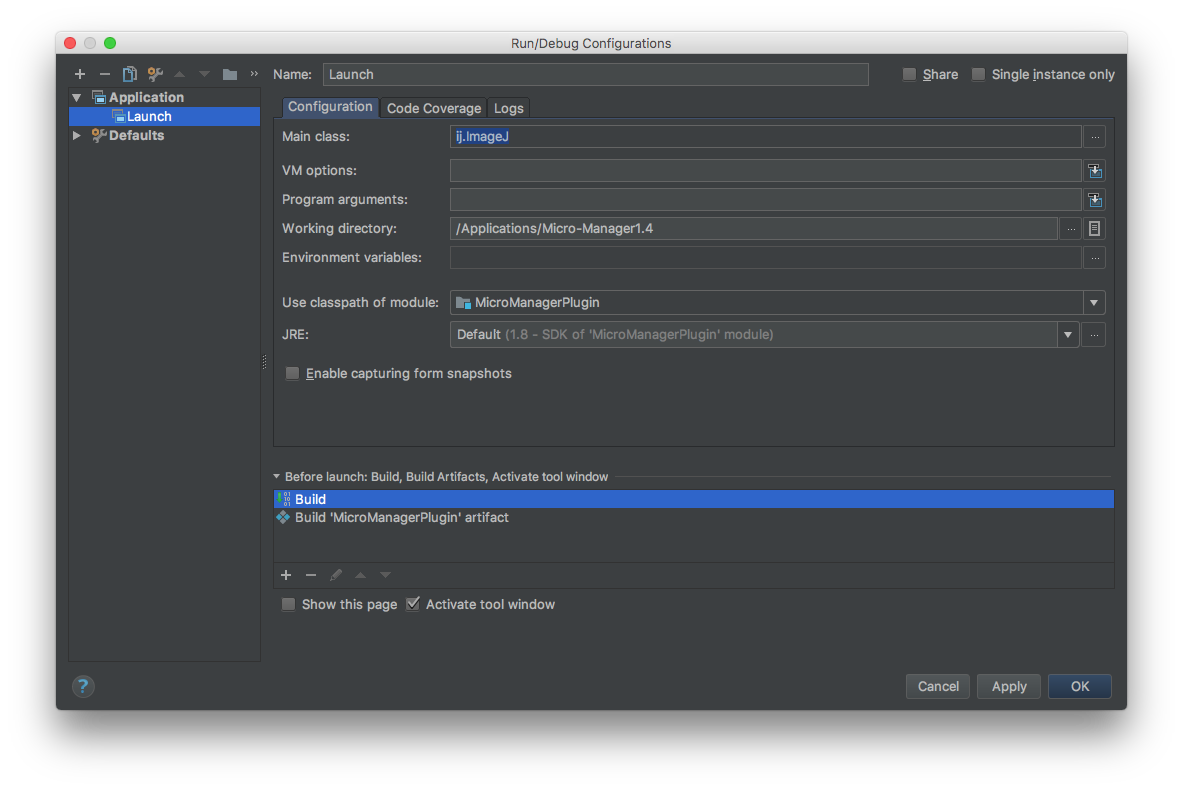 Run/Debug Configurations
Name: Launch Share Single instance only
Application
Launch
Defaults
Configuration Code Coverage Logs
Main class: ij.ImageJ ...
VM options:
Program arguments:
Working directory: /Applications/Micro-Manager1.4 ...
Environment variables: ...
Use classpath of module: MicroManagerPlugin
JRE: Default (1.8 - SDK of 'MicroManagerPlugin' module) ...
Enable capturing form snapshots
Before launch: Build, Build Artifacts, Activate tool window
Build
Build 'MicroManagerPlugin' artifact
Show this page Activate tool window
? Cancel Apply OK